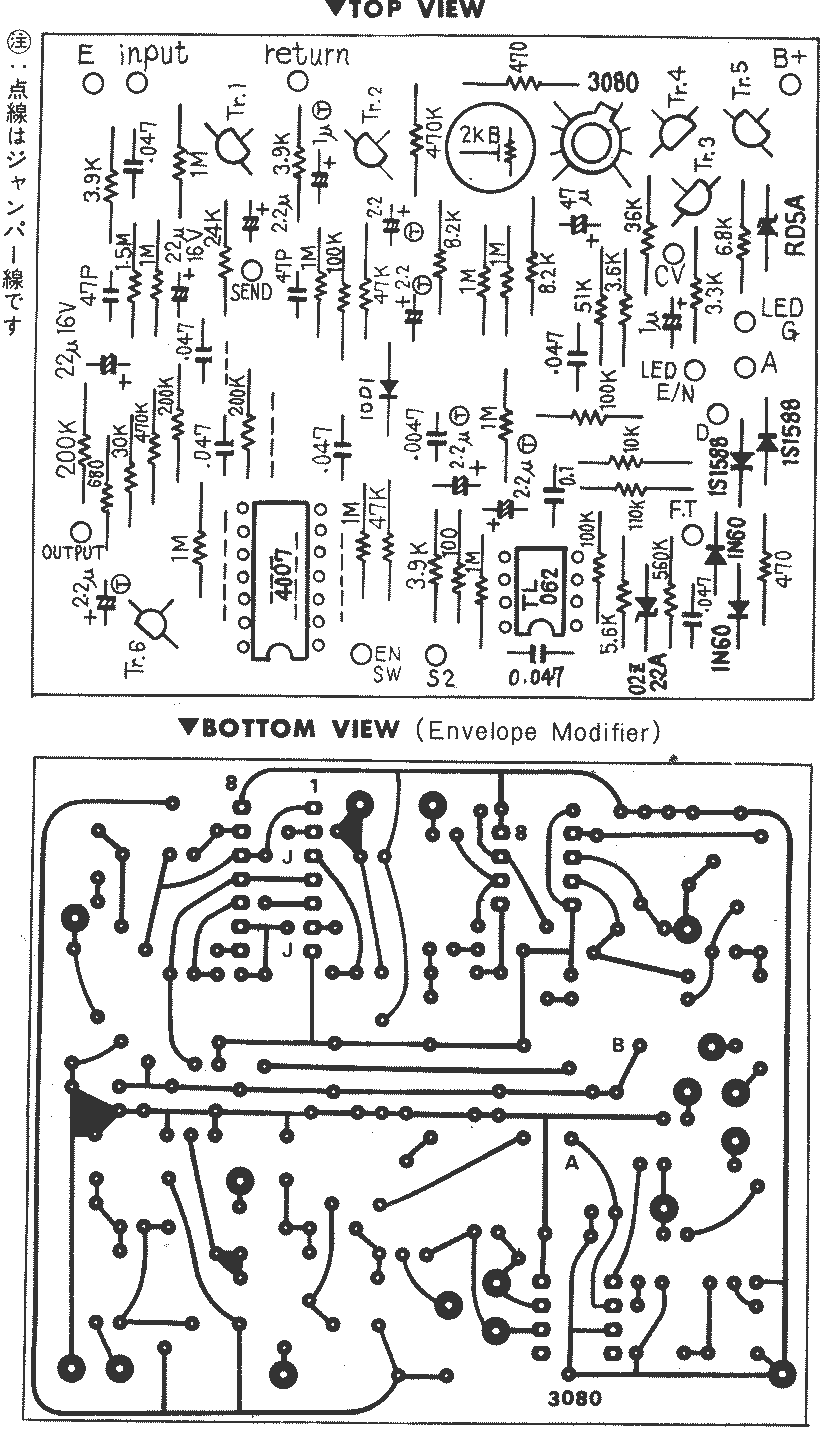 ▼TOP VIEW
注:点線はジャンパー線です
E input return
470
3080
Tr.4
Tr.5
B+
Tr.1
Tr.2
Tr.3
3.9K
.047
1M
3.9K
1μ Ⓣ
470K
2kB
47μ
36K
6.8K
RD5A
47P
1.5M
1M
22μ 16V
24K
2.2μ
SEND
47P
1M
100K
47K
2.2 Ⓣ
2.2 Ⓣ
8.2K
1M
1M
8.2K
51K
3.6K
CV
1μ
3.3K
LED G
22μ 16V
.047
10D1
.047
LED E/N
A
200K
680
30K
470K
200K
.047
200K
.047
.0047
2.2μ Ⓣ
1M
2.2μ Ⓣ
0.1
100K
10K
110K
D
1S1588
1S1588
F.T
OUTPUT
1M
4007
1M
47K
3.9K
100
1M
TL 062
100K
5.6K
560K
.047
1N60
1N60
470
2.2μ Ⓣ
Tr.6
EN SW
S2
0.047
02Z 22A
▼BOTTOM VIEW (Envelope Modifier)
8 1
J
8
J
B
A
3080